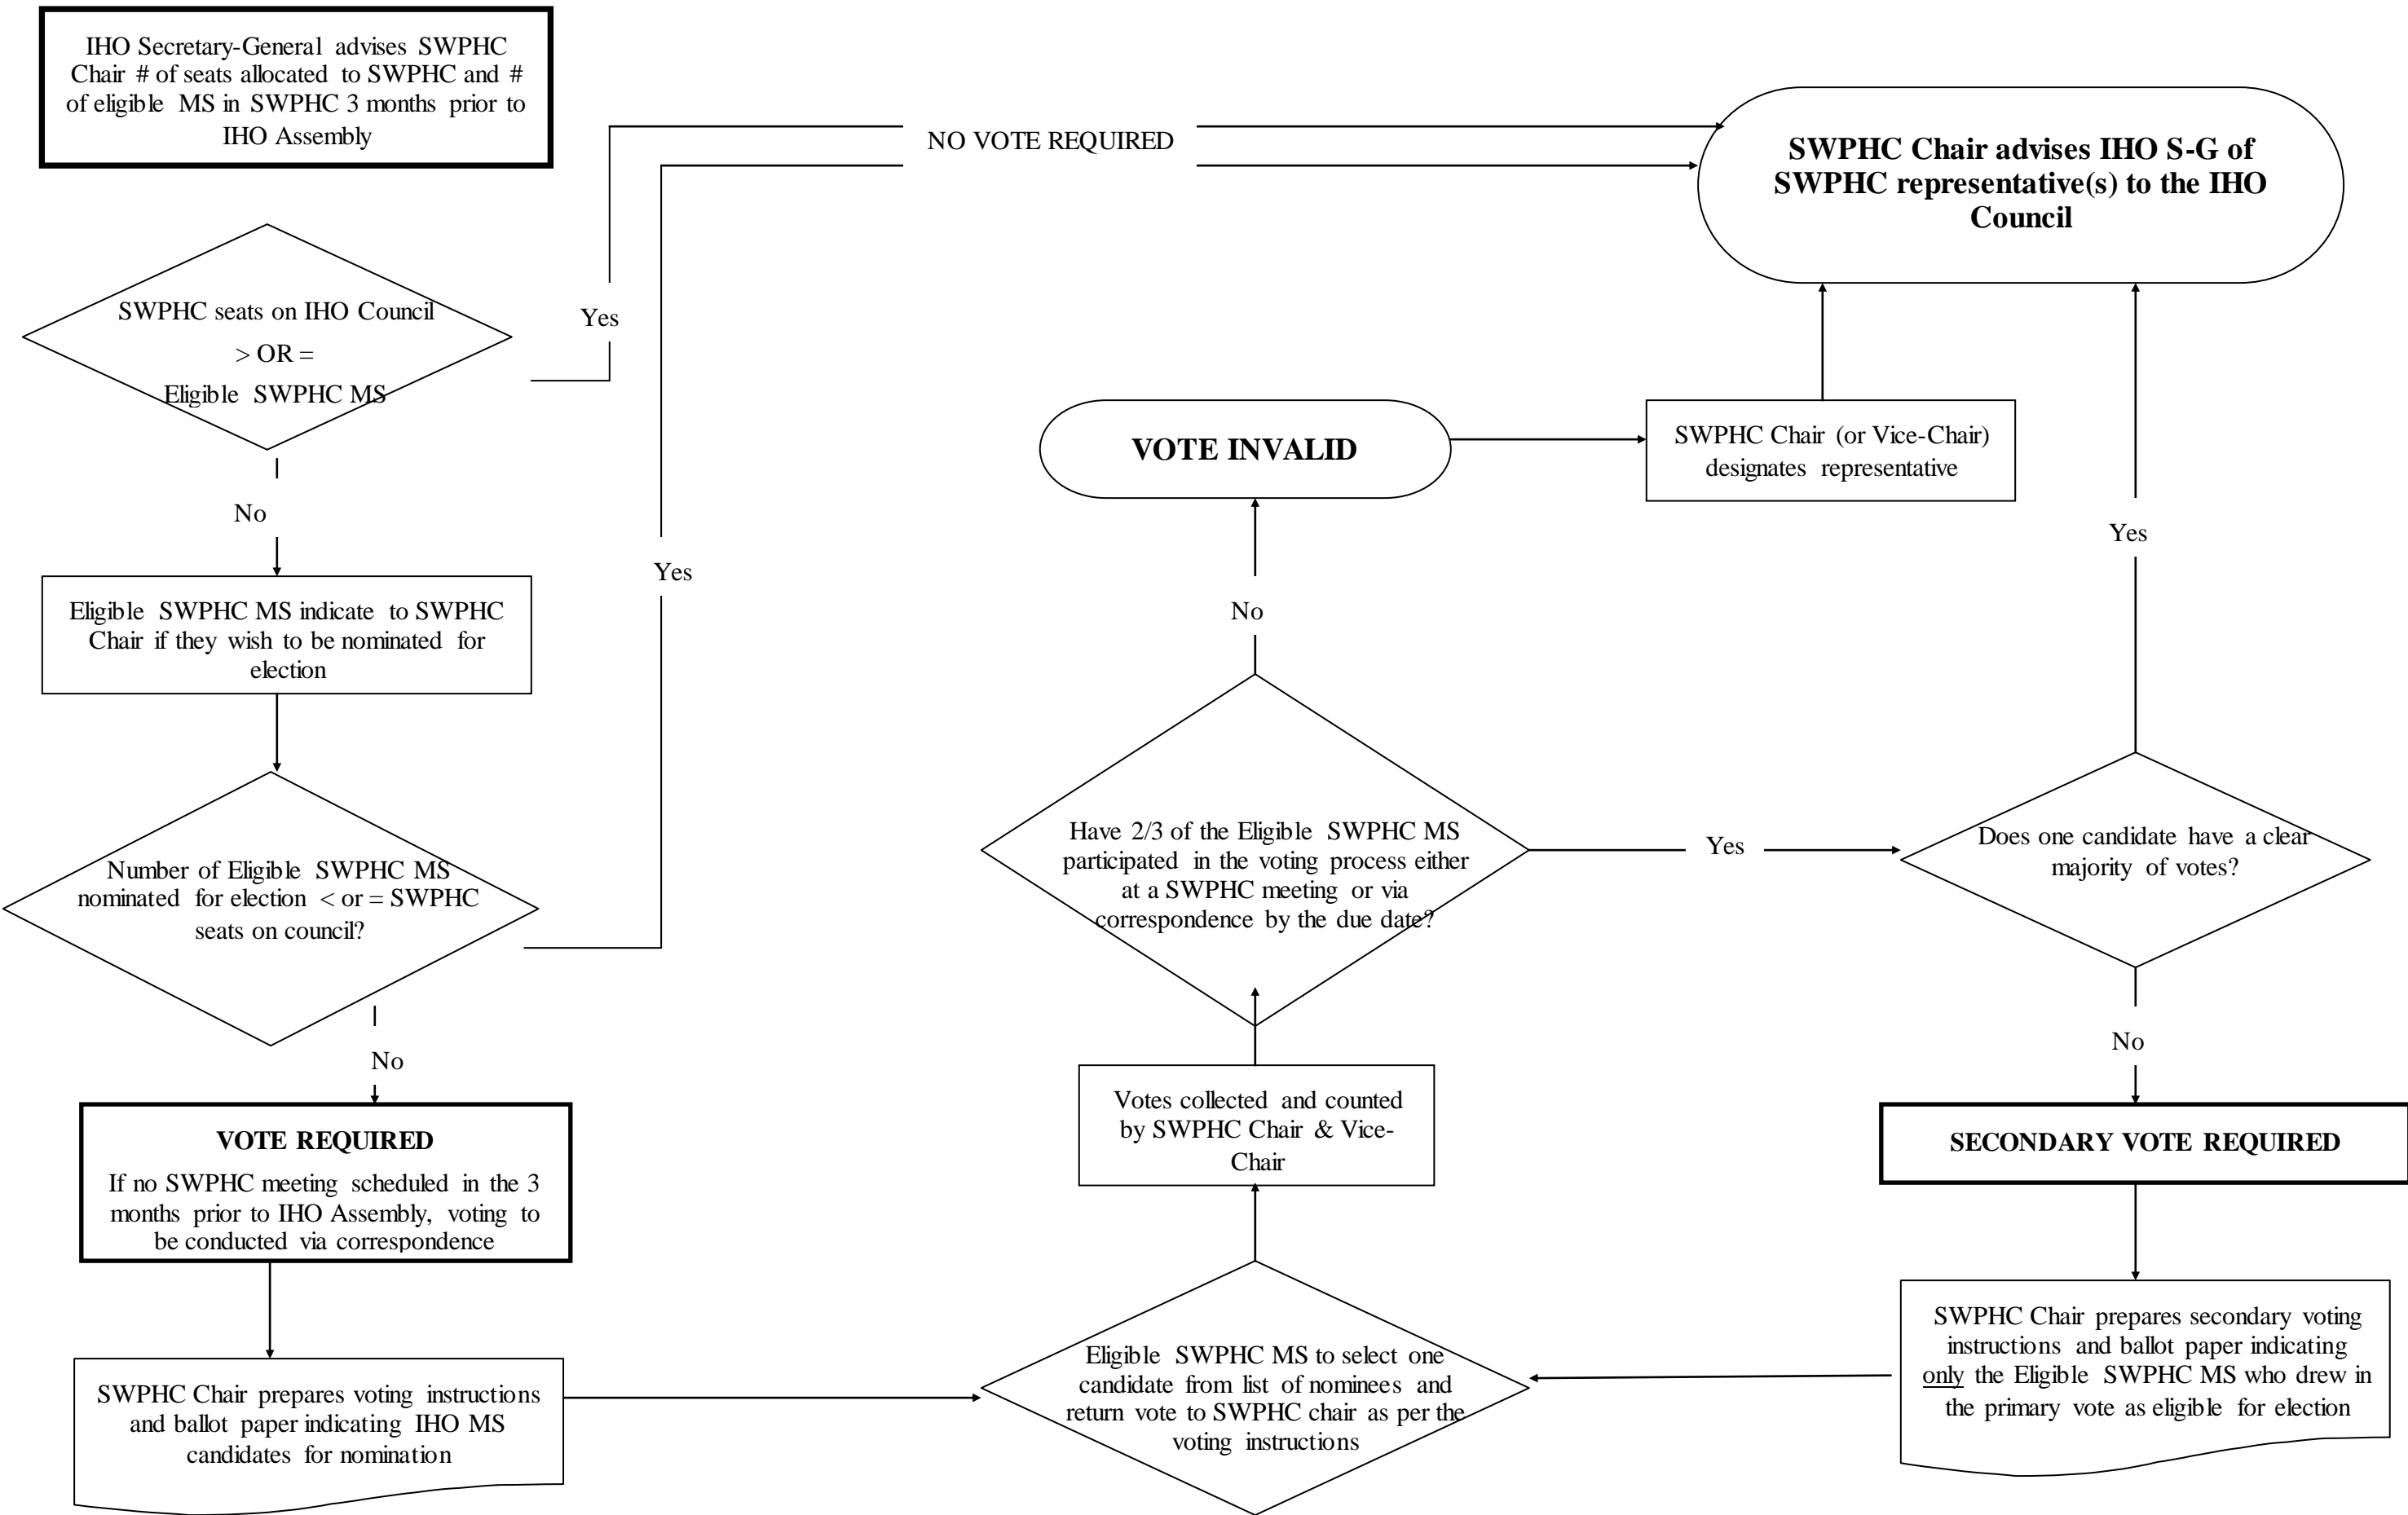 IHO Secretary-General advises SWPHC
Chair # of seats allocated to SWPHC and #
of eligible MS in SWPHC 3 months prior to
IHO Assembly
SWPHC seats on IHO Council
> OR =
Eligible SWPHC MS
Yes
NO VOTE REQUIRED
SWPHC Chair advises IHO S-G of
SWPHC representative(s) to the IHO
Council
No
Eligible SWPHC MS indicate to SWPHC
Chair if they wish to be nominated for
election
Yes
Number of Eligible SWPHC MS
nominated for election < or = SWPHC
seats on council?
No
VOTE REQUIRED
If no SWPHC meeting scheduled in the 3
months prior to IHO Assembly, voting to
be conducted via correspondence
SWPHC Chair prepares voting instructions
and ballot paper indicating IHO MS
candidates for nomination
Eligible SWPHC MS to select one
candidate from list of nominees and
return vote to SWPHC chair as per the
voting instructions
Votes collected and counted
by SWPHC Chair & Vice-
Chair
Have 2/3 of the Eligible SWPHC MS
participated in the voting process either
at a SWPHC meeting or via
correspondence by the due date?
No
VOTE INVALID
SWPHC Chair (or Vice-Chair)
designates representative
Yes
Does one candidate have a clear
majority of votes?
Yes
No
SECONDARY VOTE REQUIRED
SWPHC Chair prepares secondary voting
instructions and ballot paper indicating
only the Eligible SWPHC MS who drew in
the primary vote as eligible for election